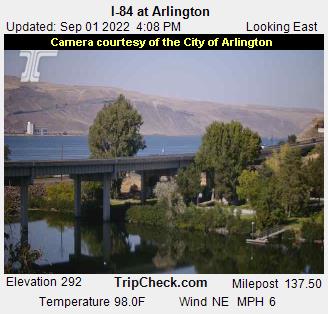 I-84 at Arlington
Updated: Sep 01 2022 4:08 PM Looking East
Camera courtesy of the City of Arlington
Elevation 292 TripCheck.com Milepost 137.50
Temperature 98.0F Wind NE MPH 6